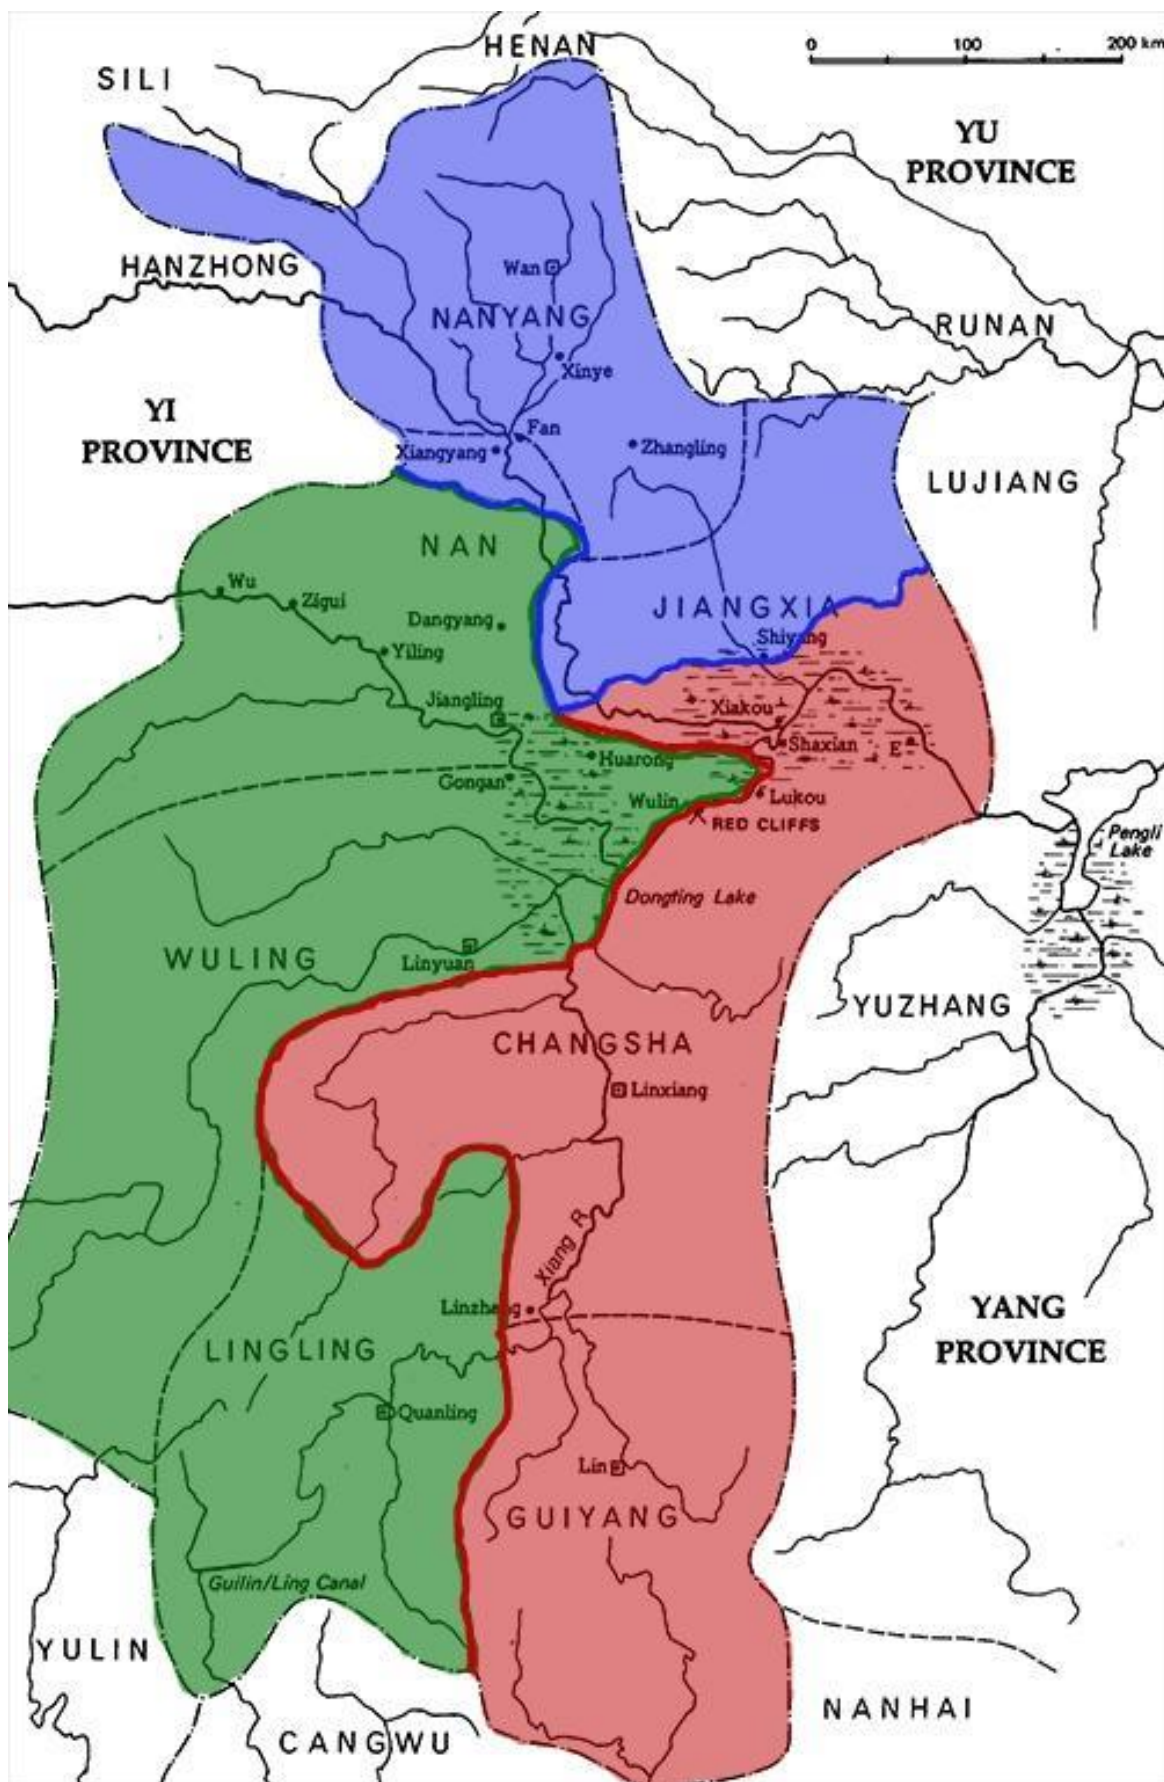 0 100 200 km
HENAN
SILI
YU
PROVINCE
HANZHONG
Wan
NANYANG
RUNAN
Xinye
YI
PROVINCE
Fan
Xiangyang
Zhangling
LUJIANG
NAN
Wu
Zigui
JIANGXIA
Dangyang
Shiyang
Yiling
Jiangling
Xiakou
Shaxian
E
Huarong
Gongan
Wulin
Lukou
RED CLIFFS
Pengli
Lake
Dongting Lake
WULING
Linyuan
YUZHANG
CHANGSHA
Linxiang
Xiang R
Linzhang
YANG
PROVINCE
LINGLING
Quanling
Lin
GUIYANG
Guilin/Ling Canal
YULIN
NANHAI
CANGWU